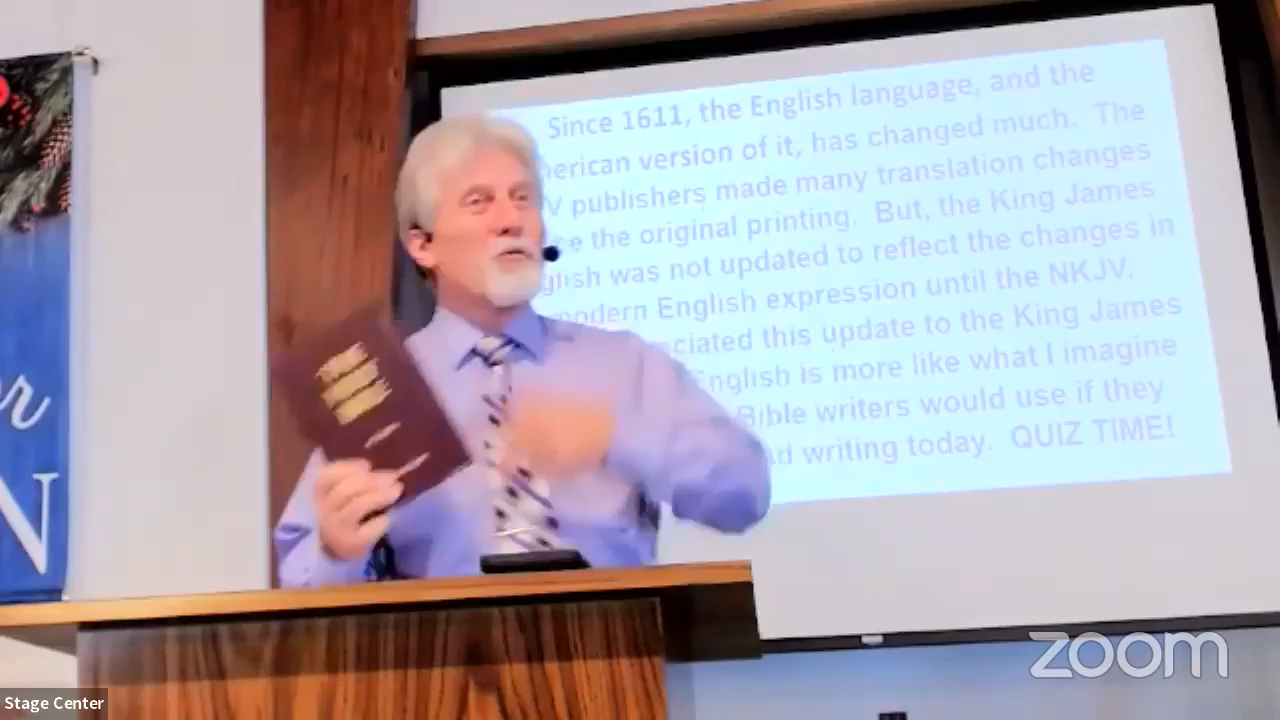 Since 1611, the English language, and the
version of it, has changed much. The
publishers made many translation changes
the original printing. But, the King James
was not updated to reflect the changes in
modern English expression until the NKJV.
this update to the King James
English is more like what I imagine
Bible writers would use if they
writing today. QUIZ TIME!
N
zoom
Stage Center